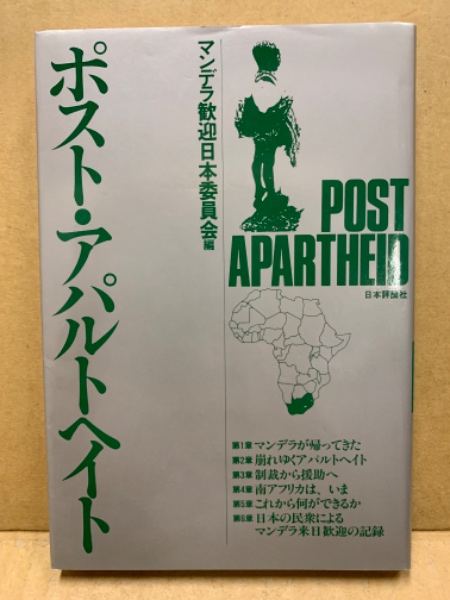 ポスト・アパルトヘイト
マンデラ歓迎日本委員会編
POST
APARTHEID
日本評論社
第1章 マンデラが帰ってきた
第2章 崩れゆくアパルトヘイト
第3章 制裁から援助へ
第4章 南アフリカは、いま
第5章 これから何ができるか
第6章 日本の民衆による
マンデラ来日歓迎の記録